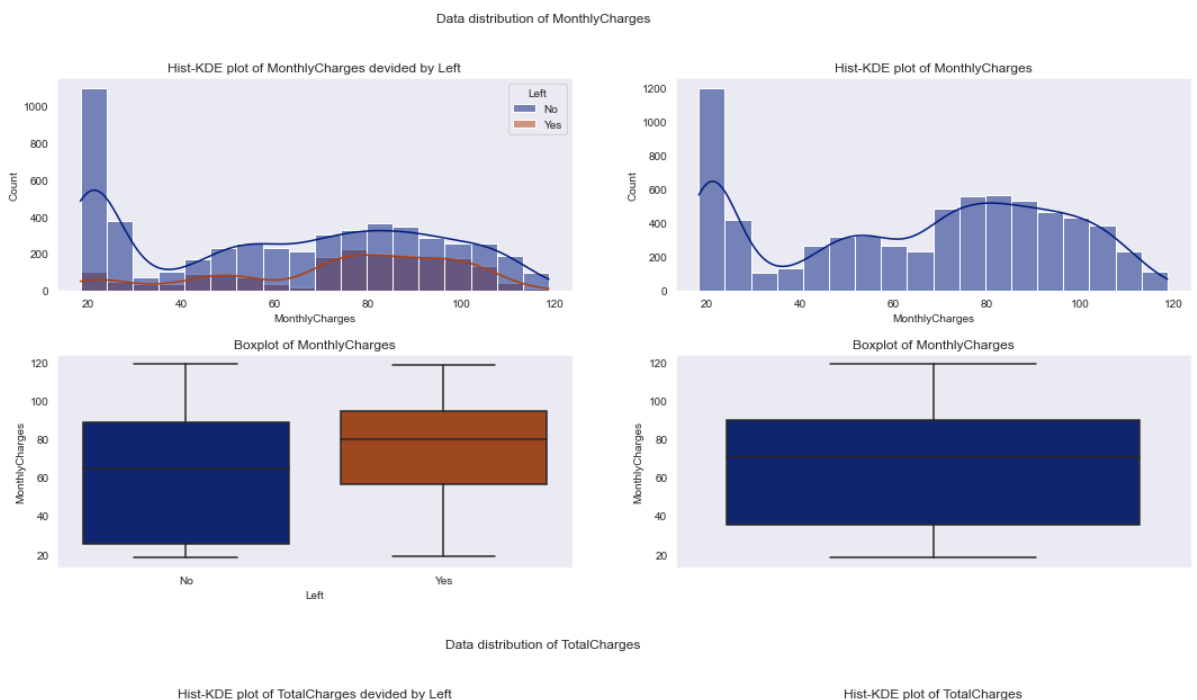 Data distribution of MonthlyCharges
Hist-KDE plot of MonthlyCharges devided by Left
Left
No
Yes
1000
800
600
400
200
0
Count
20 40 60 80 100 120
MonthlyCharges
Hist-KDE plot of MonthlyCharges
1200
1000
800
600
400
200
0
Count
20 40 60 80 100 120
MonthlyCharges
Boxplot of MonthlyCharges
120
100
80
60
40
20
MonthlyCharges
No Yes
Left
Boxplot of MonthlyCharges
120
100
80
60
40
20
MonthlyCharges
Data distribution of TotalCharges
Hist-KDE plot of TotalCharges devided by Left
Hist-KDE plot of TotalCharges